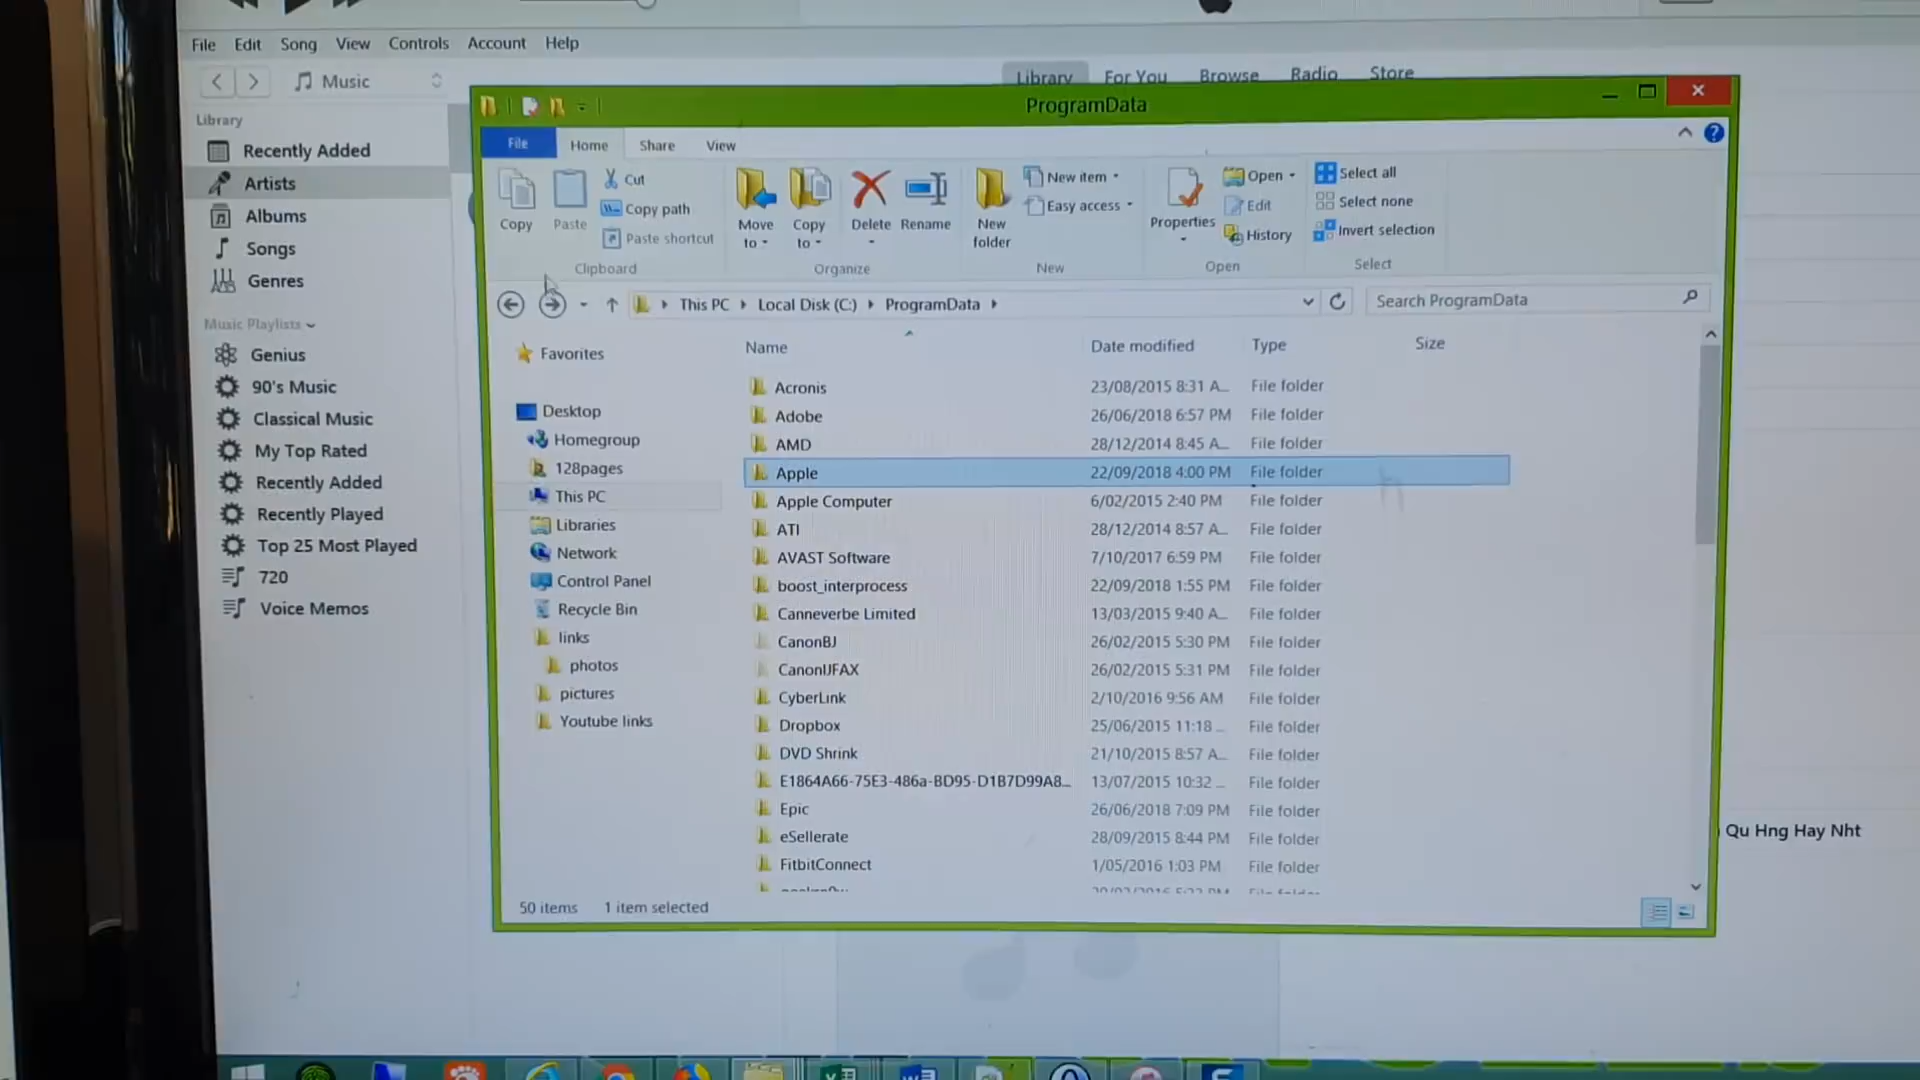 File Edit Song View Controls Account Help
Music
Library For You Browse Radio Store
Library
Recently Added
Artists
Albums
Songs
Genres
Music Playlists
Genius
90's Music
Classical Music
My Top Rated
Recently Added
Recently Played
Top 25 Most Played
720
Voice Memos
ProgramData
File Home Share View
Copy
Paste
Cut
Copy path
Paste shortcut
Clipboard
Move to
Copy to
Delete
Rename
Organize
New folder
New item
Easy access
New
Properties
Open
Edit
History
Open
Select all
Select none
Invert selection
Select
This PC Local Disk (C:) ProgramData
Search ProgramData
Favorites
Desktop
Homegroup
128pages
This PC
Libraries
Network
Control Panel
Recycle Bin
links
photos
pictures
Youtube links
Name Date modified Type Size
Acronis 23/08/2015 8:31 A... File folder
Adobe 26/06/2018 6:57 PM File folder
AMD 28/12/2014 8:45 A... File folder
Apple 22/09/2018 4:00 PM File folder
Apple Computer 6/02/2015 2:40 PM File folder
ATI 28/12/2014 8:57 A... File folder
AVAST Software 7/10/2017 6:59 PM File folder
boost_interprocess 22/09/2018 1:55 PM File folder
Canneverbe Limited 13/03/2015 9:40 A... File folder
CanonBJ 26/02/2015 5:30 PM File folder
CanonIJFAX 26/02/2015 5:31 PM File folder
CyberLink 2/10/2016 9:56 AM File folder
Dropbox 25/06/2015 11:18 ... File folder
DVD Shrink 21/10/2015 8:57 A... File folder
E1864A66-75E3-486a-BD95-D1B7D99A8... 13/07/2015 10:32 ... File folder
Epic 26/06/2018 7:09 PM File folder
eSellerate 28/09/2015 8:44 PM File folder
FitbitConnect 1/05/2016 1:03 PM File folder
50 items 1 item selected
Qu Hng Hay Nht